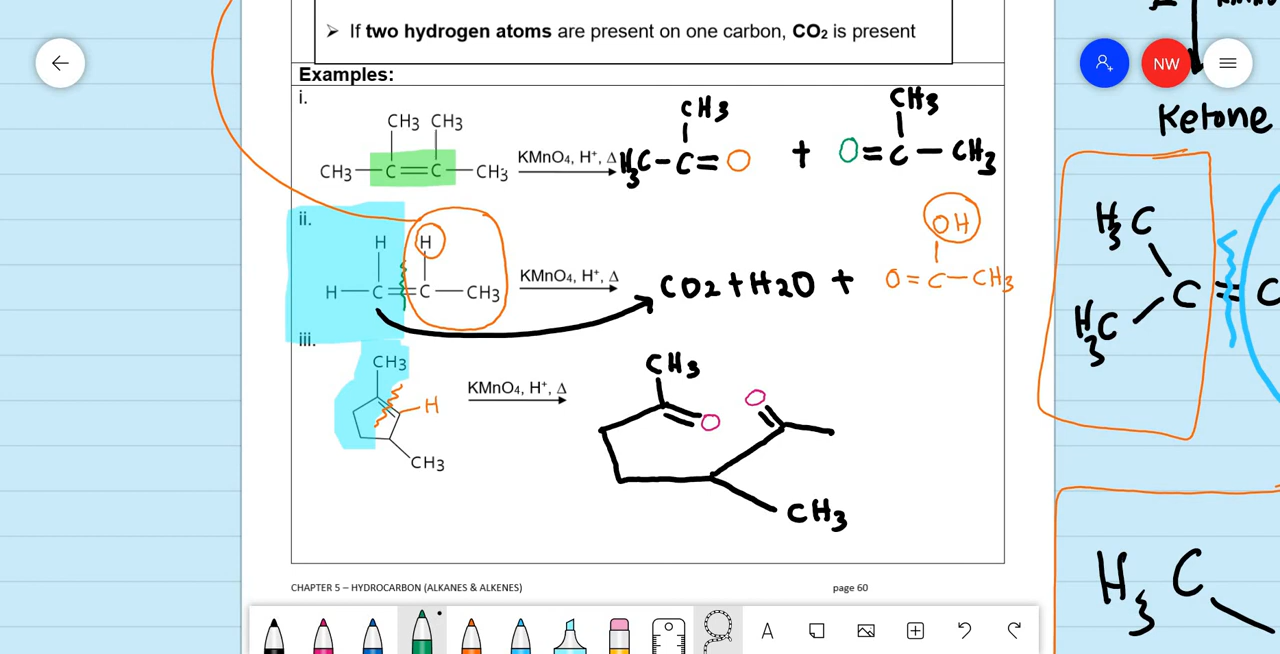 ➢ If two hydrogen atoms are present on one carbon, CO₂ is present
Examples:
i.
CH3 CH3
CH3 C = C CH3
KMnO4, H⁺, Δ
CH3
H3C-C=O
+
CH3
O=C-CH3
Ketone
NW
ii.
H H
H C = C CH3
KMnO4, H⁺, Δ
CO2+H2O +
OH
O=C-CH3
H3C
H3C
C = C
iii.
CH3
H
CH3
KMnO4, H⁺, Δ
CH3
O
O
CH3
H3C
CHAPTER 5 – HYDROCARBON (ALKANES & ALKENES) page 60
A